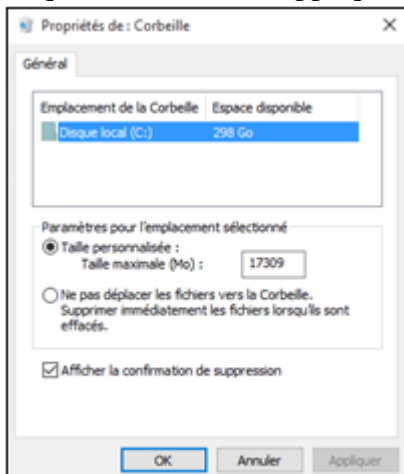 Propriétés de : Corbeille
Général
Emplacement de la Corbeille Espace disponible
Disque local (C:) 298 Go
Paramètres pour l'emplacement sélectionné
Taille personnalisée :
Taille maximale (Mo) : 17309
Ne pas déplacer les fichiers vers la Corbeille.
Supprimer immédiatement les fichiers lorsqu'ils sont
effacés.
Afficher la confirmation de suppression
OK Annuler Appliquer